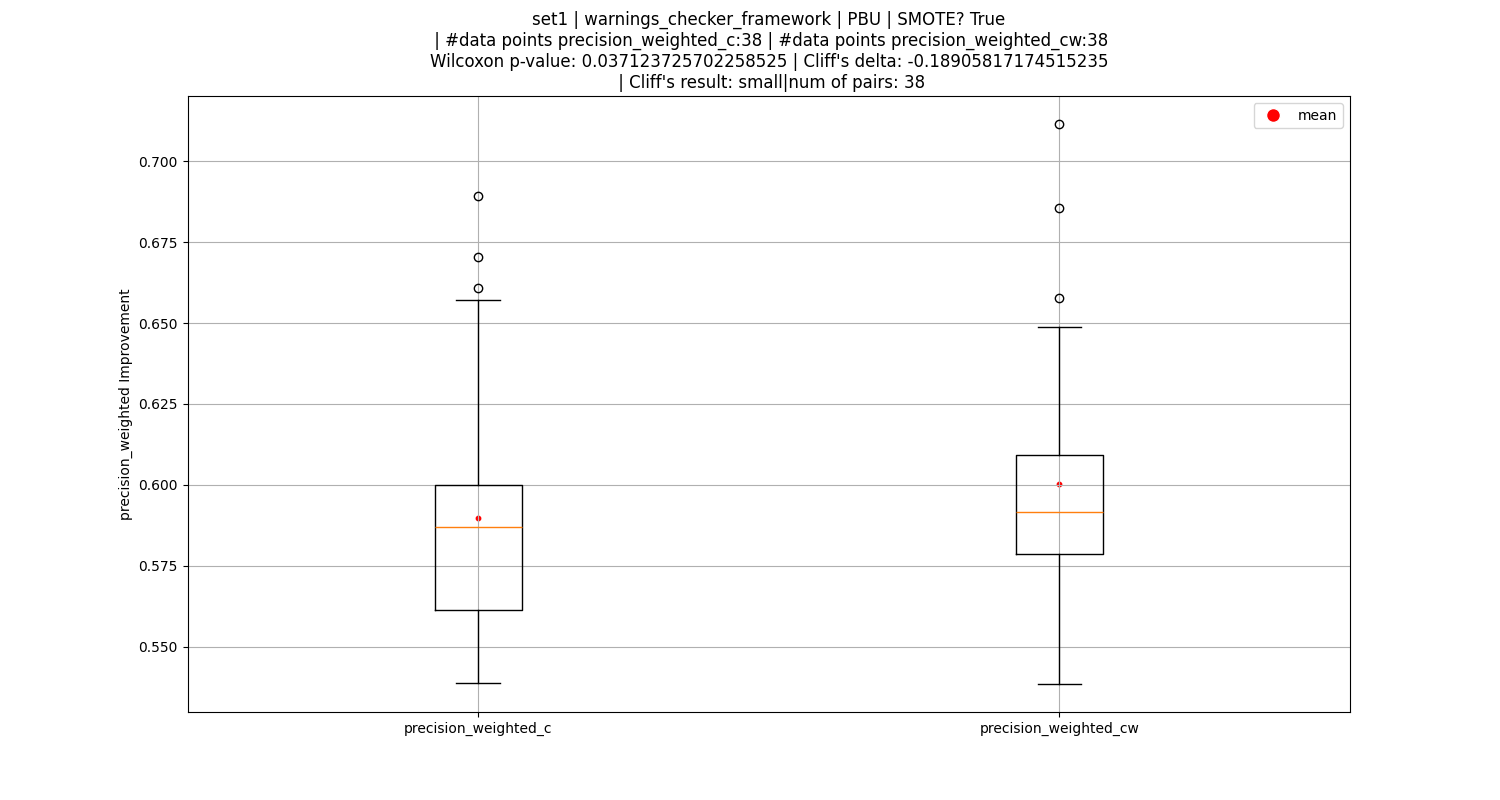 set1 | warnings_checker_framework | PBU | SMOTE? True
| #data points precision_weighted_c:38 | #data points precision_weighted_cw:38
Wilcoxon p-value: 0.037123725702258525 | Cliff's delta: -0.18905817174515235
| Cliff's result: small|num of pairs: 38
mean
0.700
0.675
0.650
0.625
0.600
0.575
0.550
precision_weighted Improvement
precision_weighted_c
precision_weighted_cw